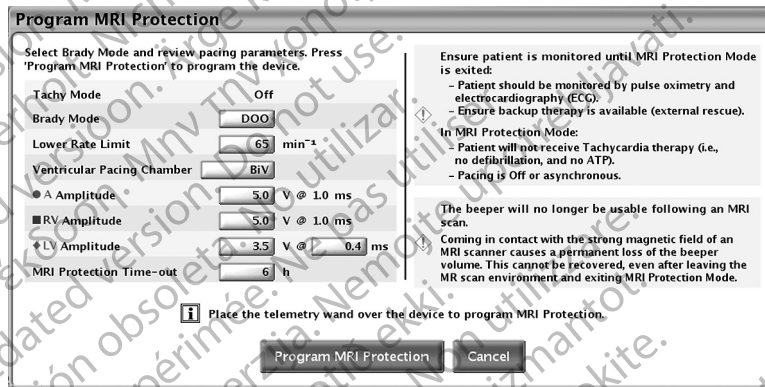 Program MRI Protection
Select Brady Mode and review pacing parameters. Press
'Program MRI Protection' to program the device.
Tachy Mode Off
Brady Mode DOO
Lower Rate Limit 65 min⁻¹
Ventricular Pacing Chamber BiV
● A Amplitude 5.0 V @ 1.0 ms
■ RV Amplitude 5.0 V @ 1.0 ms
◆ LV Amplitude 3.5 V @ 0.4 ms
MRI Protection Time-out 6 h
Ensure patient is monitored until MRI Protection Mode
is exited:
- Patient should be monitored by pulse oximetry and
electrocardiography (ECG).
- Ensure backup therapy is available (external rescue).
In MRI Protection Mode:
- Patient will not receive Tachycardia therapy (i.e.,
no defibrillation, and no ATP).
- Pacing is Off or asynchronous.
The beeper will no longer be usable following an MRI
scan.
Coming in contact with the strong magnetic field of an
MRI scanner causes a permanent loss of the beeper
volume. This cannot be recovered, even after leaving the
MR scan environment and exiting MRI Protection Mode.
i Place the telemetry wand over the device to program MRI Protection.
Program MRI Protection Cancel